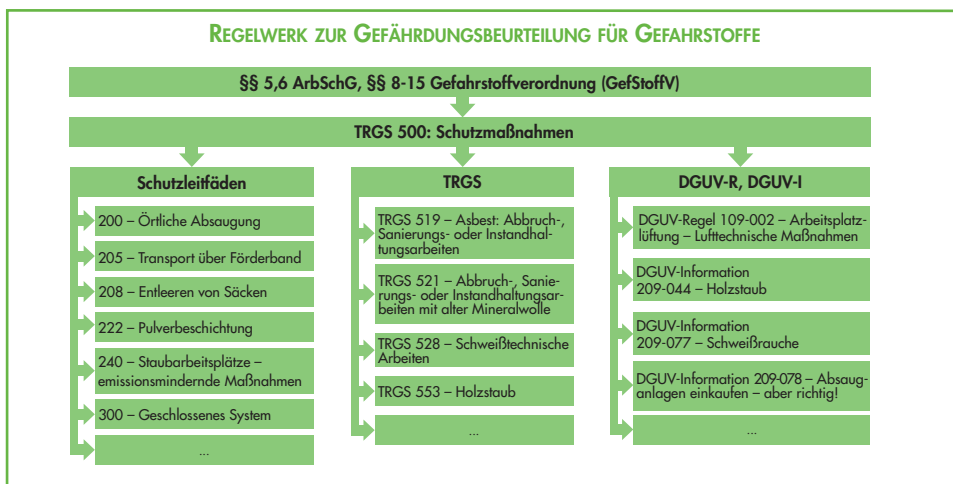 REGELWERK ZUR GEFÄHRDUNGSBEURTEILUNG FÜR GEFAHRSTOFFE
§§ 5,6 ArbSchG, §§ 8-15 Gefahrstoffverordnung (GefStoffV)
TRGS 500: Schutzmaßnahmen
Schutzleitfäden
200 – Örtliche Absaugung
205 – Transport über Förderband
208 – Entleeren von Säcken
222 – Pulverbeschichtung
240 – Staubarbeitsplätze –
emissionsmindernde Maßnahmen
300 – Geschlossenes System
...
TRGS
TRGS 519 – Asbest: Abbruch-,
Sanierungs- oder Instandhal-
tungsarbeiten
TRGS 521 – Abbruch-, Sanie-
rungs- oder Instandhaltungsar-
beiten mit alter Mineralwolle
TRGS 528 – Schweißtechnische
Arbeiten
TRGS 553 – Holzstaub
...
DGUV-R, DGUV-I
DGUV-Regel 109-002 – Arbeitsplatz-
lüftung – Lufttechnische Maßnahmen
DGUV-Information
209-044 – Holzstaub
DGUV-Information
209-077 – Schweißrauche
DGUV-Information 209-078 – Absaug-
anlagen einkaufen – aber richtig!
...